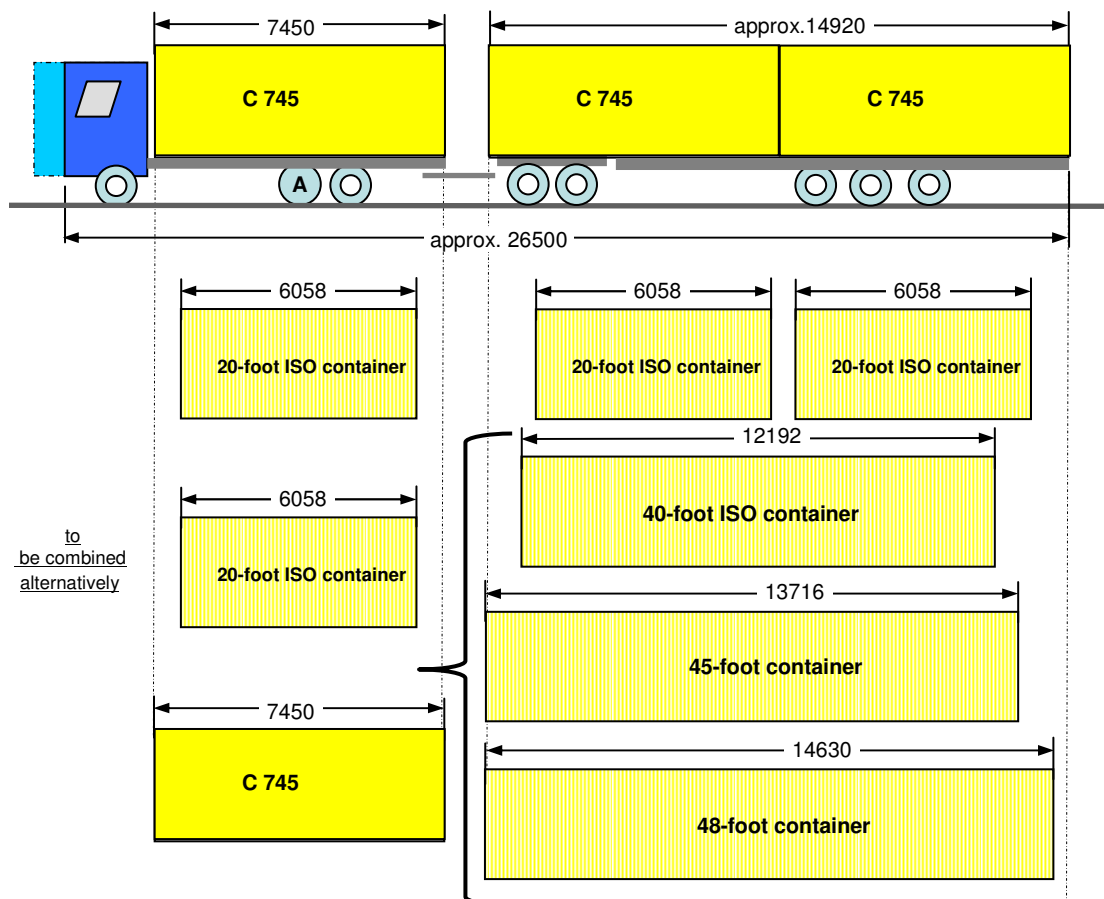 7450
approx.14920
C 745
C 745
C 745
A
approx. 26500
6058
6058
6058
20-foot ISO container
20-foot ISO container
20-foot ISO container
12192
40-foot ISO container
6058
20-foot ISO container
to
be combined
alternatively
13716
45-foot container
7450
C 745
14630
48-foot container